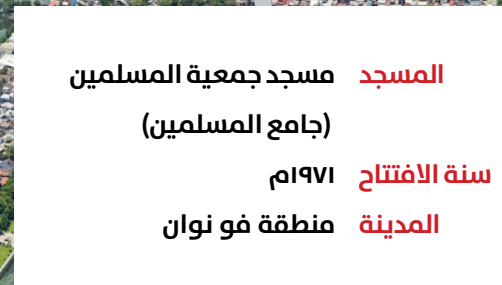 المسجد مسجد جمعية المسلمين
(جامع المسلمين)
سنة الافتتاح ١٩٧١م
المدينة منطقة فو نوان